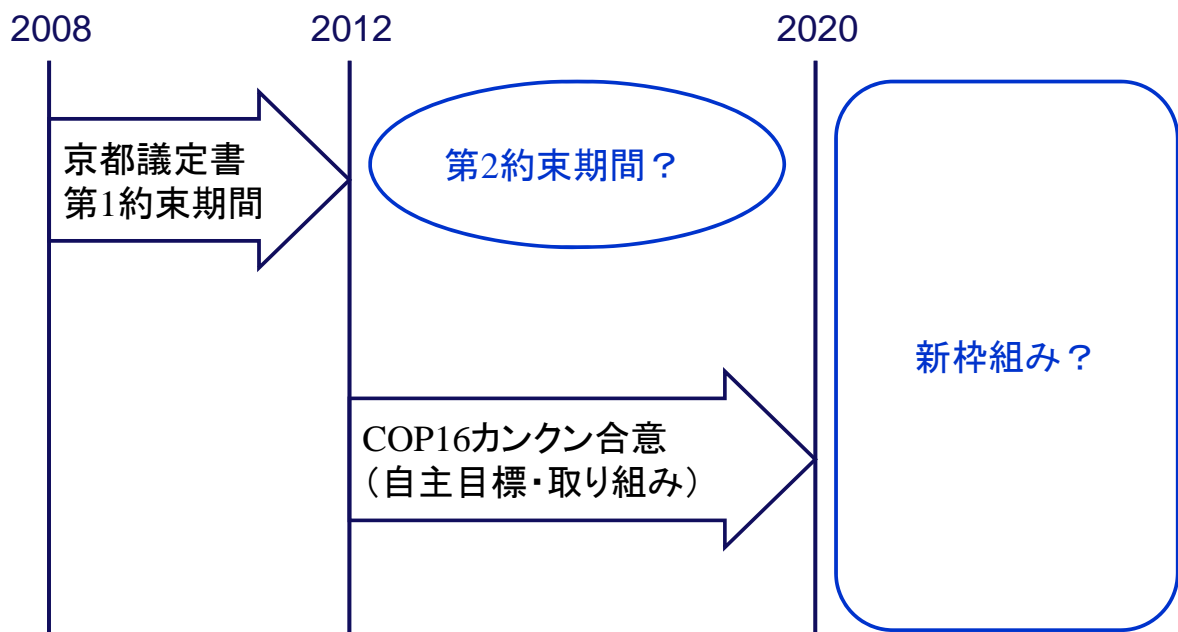 2008
2012
2020
京都議定書
第1約束期間
第2約束期間？
新枠組み？
COP16カンクン合意
（自主目標・取り組み）